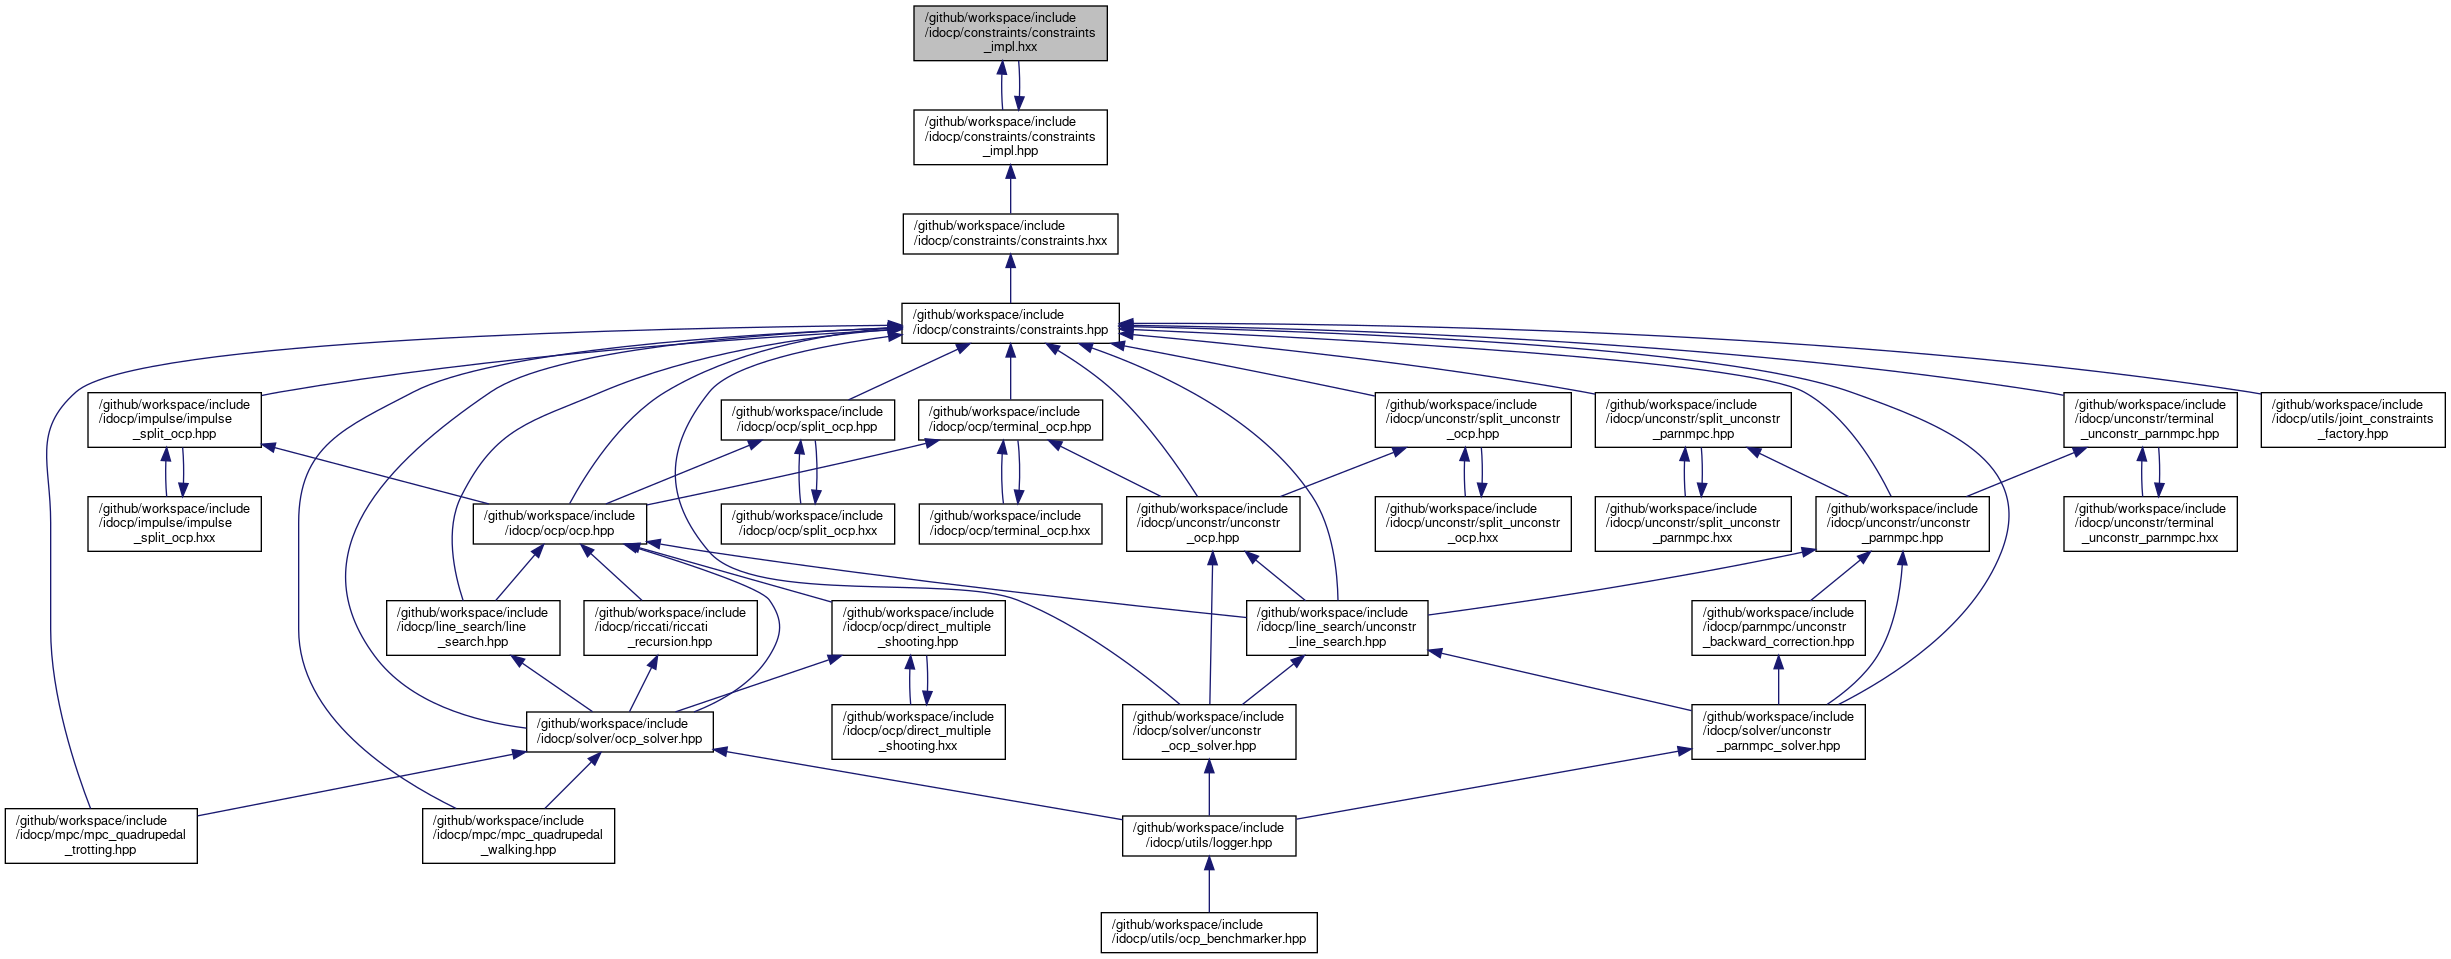 /github/workspace/include
/idocp/constraints/constraints
_impl.hxx
/github/workspace/include
/idocp/constraints/constraints
_impl.hpp
/github/workspace/include
/idocp/constraints/constraints.hxx
/github/workspace/include
/idocp/constraints/constraints.hpp
/github/workspace/include
/idocp/impulse/impulse
_split_ocp.hpp
/github/workspace/include
/idocp/ocp/split_ocp.hpp
/github/workspace/include
/idocp/ocp/terminal_ocp.hpp
/github/workspace/include
/idocp/unconstr/split_unconstr
_ocp.hpp
/github/workspace/include
/idocp/unconstr/split_unconstr
_parnmpc.hpp
/github/workspace/include
/idocp/unconstr/terminal
_unconstr_parnmpc.hpp
/github/workspace/include
/idocp/utils/joint_constraints
_factory.hpp
/github/workspace/include
/idocp/impulse/impulse
_split_ocp.hxx
/github/workspace/include
/idocp/ocp/ocp.hpp
/github/workspace/include
/idocp/ocp/split_ocp.hxx
/github/workspace/include
/idocp/ocp/terminal_ocp.hxx
/github/workspace/include
/idocp/unconstr/unconstr
_ocp.hpp
/github/workspace/include
/idocp/unconstr/split_unconstr
_ocp.hxx
/github/workspace/include
/idocp/unconstr/split_unconstr
_parnmpc.hxx
/github/workspace/include
/idocp/unconstr/unconstr
_parnmpc.hpp
/github/workspace/include
/idocp/unconstr/terminal
_unconstr_parnmpc.hxx
/github/workspace/include
/idocp/line_search/line
_search.hpp
/github/workspace/include
/idocp/riccati/riccati
_recursion.hpp
/github/workspace/include
/idocp/ocp/direct_multiple
_shooting.hpp
/github/workspace/include
/idocp/line_search/unconstr
_line_search.hpp
/github/workspace/include
/idocp/parnmpc/unconstr
_backward_correction.hpp
/github/workspace/include
/idocp/solver/ocp_solver.hpp
/github/workspace/include
/idocp/ocp/direct_multiple
_shooting.hxx
/github/workspace/include
/idocp/solver/unconstr
_ocp_solver.hpp
/github/workspace/include
/idocp/solver/unconstr
_parnmpc_solver.hpp
/github/workspace/include
/idocp/mpc/mpc_quadrupedal
_trotting.hpp
/github/workspace/include
/idocp/mpc/mpc_quadrupedal
_walking.hpp
/github/workspace/include
/idocp/utils/logger.hpp
/github/workspace/include
/idocp/utils/ocp_benchmarker.hpp